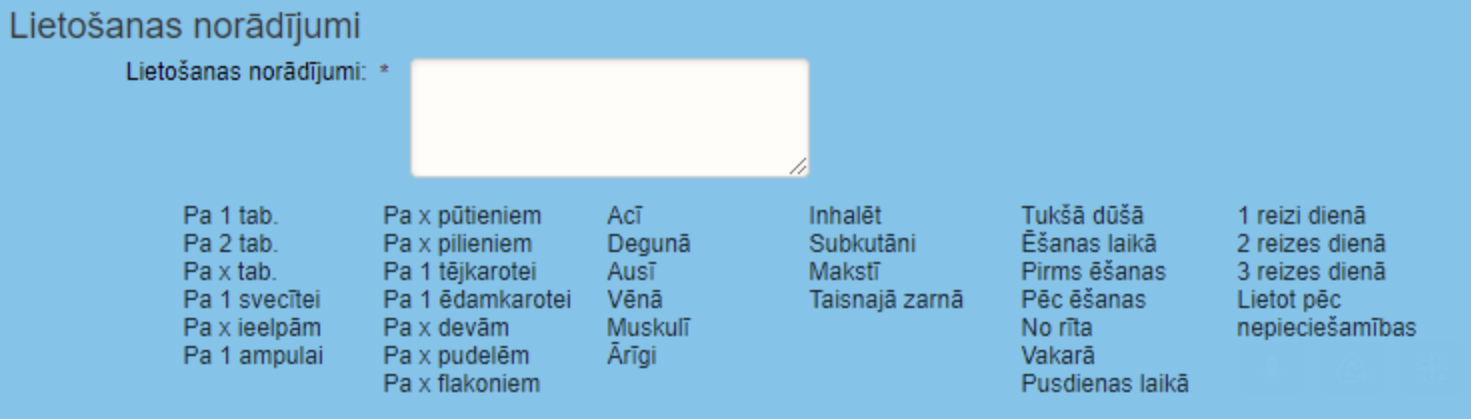 Lietošanas norādījumi
Lietošanas norādījumi: *
Pa 1 tab.
Pa 2 tab.
Pa x tab.
Pa 1 svecītei
Pa x ieelpām
Pa 1 ampulai
Pa x pūtieniem
Pa x pilieniem
Pa 1 tējkarotei
Pa 1 ēdamkarotei
Pa x devām
Pa x pudelēm
Pa x flakoniem
Acī
Degunā
Ausī
Vēnā
Muskulī
Ārīgi
Inhalēt
Subkutāni
Makstī
Taisnajā zarnā
Tukšā dūšā
Ēšanas laikā
Pirms ēšanas
Pēc ēšanas
No rīta
Vakarā
Pusdienas laikā
1 reizi dienā
2 reizes dienā
3 reizes dienā
Lietot pēc
nepieciešamības